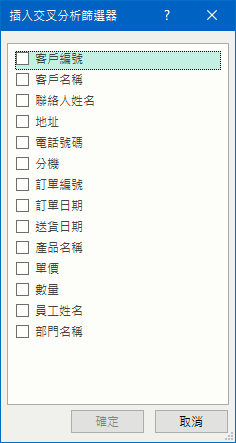 插入交叉分析篩選器 ? ×
客戶編號
客戶名稱
聯絡人姓名
地址
電話號碼
分機
訂單編號
訂單日期
送貨日期
產品名稱
單價
數量
員工姓名
部門名稱
確定 取消